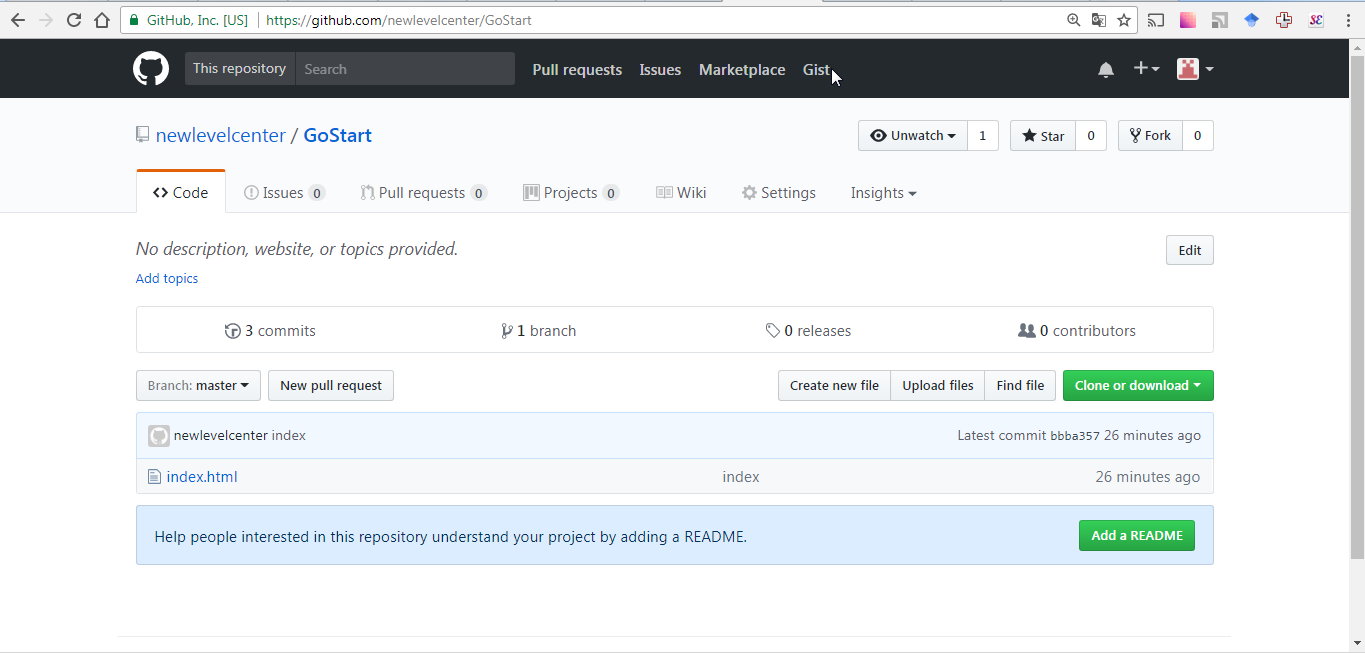 GitHub, Inc. [US] https://github.com/newlevelcenter/GoStart
This repository Search Pull requests Issues Marketplace Gist
newlevelcenter / GoStart Unwatch 1 Star 0 Fork 0
Code Issues 0 Pull requests 0 Projects 0 Wiki Settings Insights
No description, website, or topics provided. Edit
Add topics
3 commits 1 branch 0 releases 0 contributors
Branch: master New pull request Create new file Upload files Find file Clone or download
newlevelcenter index Latest commit bbba357 26 minutes ago
index.html index 26 minutes ago
Help people interested in this repository understand your project by adding a README. Add a README